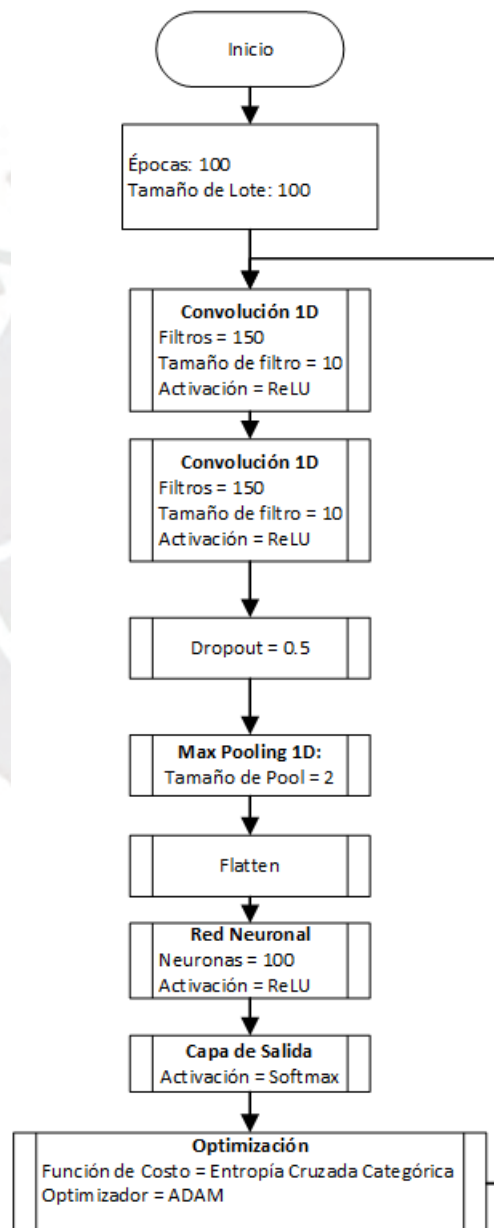 Inicio
Épocas: 100
Tamaño de Lote: 100
Convolución 1D
Filtros = 150
Tamaño de filtro = 10
Activación = ReLU
Convolución 1D
Filtros = 150
Tamaño de filtro = 10
Activación = ReLU
Dropout = 0.5
Max Pooling 1D:
Tamaño de Pool = 2
Flatten
Red Neuronal
Neuronas = 100
Activación = ReLU
Capa de Salida
Activación = Softmax
Optimización
Función de Costo = Entropía Cruzada Categórica
Optimizador = ADAM